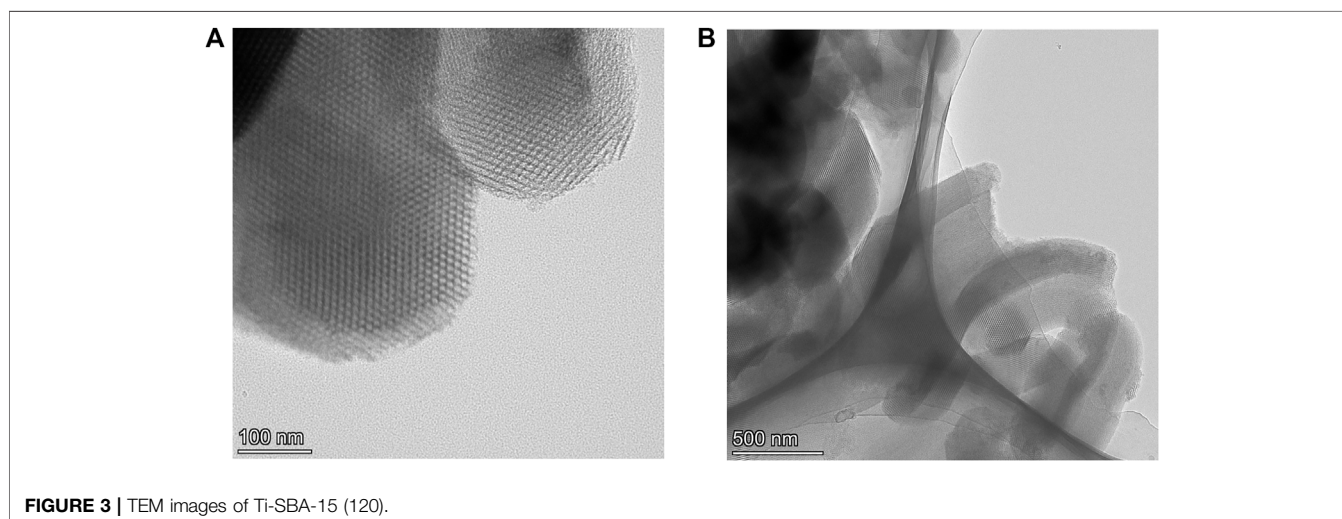 A
B
100 nm
500 nm
FIGURE 3 | TEM images of Ti-SBA-15 (120).